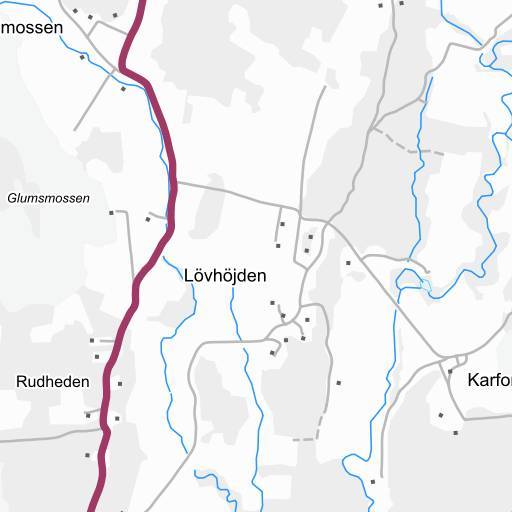 mossen
Glumsmossen
Lövhöjden
Rudheden
Karfor